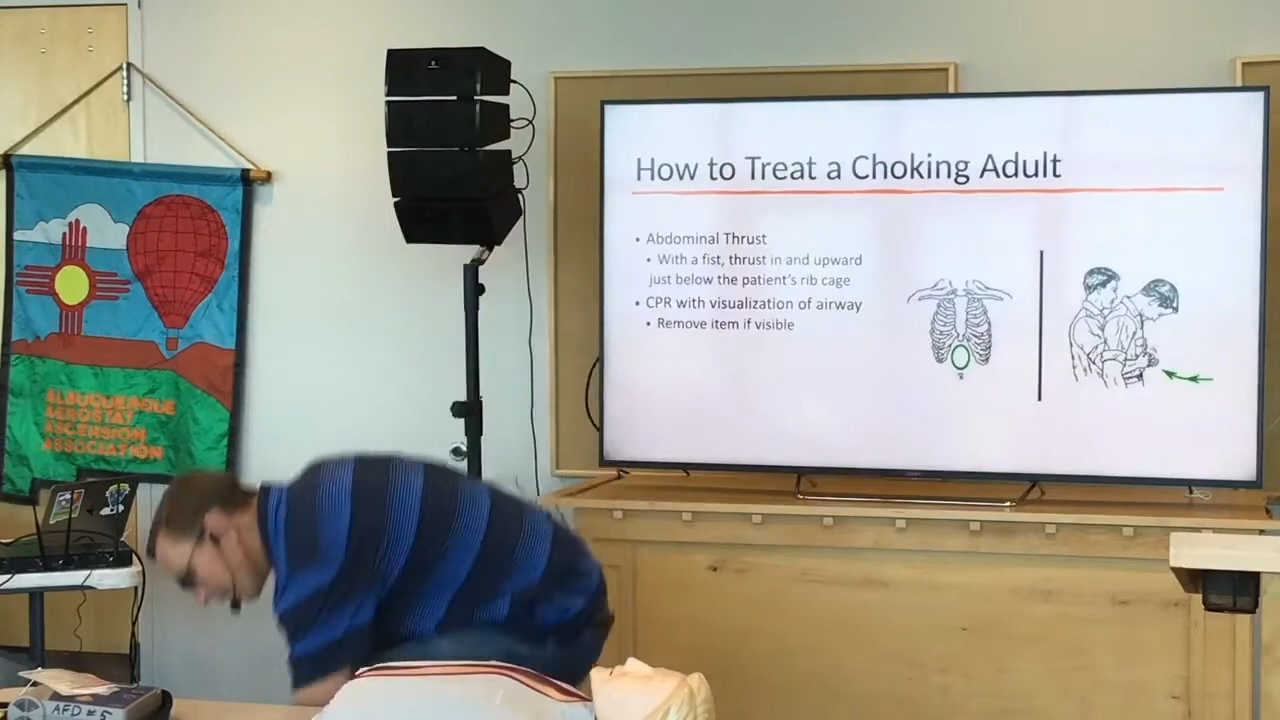 How to Treat a Choking Adult
• Abdominal Thrust
• With a fist, thrust in and upward
just below the patient's rib cage
• CPR with visualization of airway
• Remove item if visible
ALBUQUERQUE
AEROSTAT
ASCENSION
ASSOCIATION
AFD #5